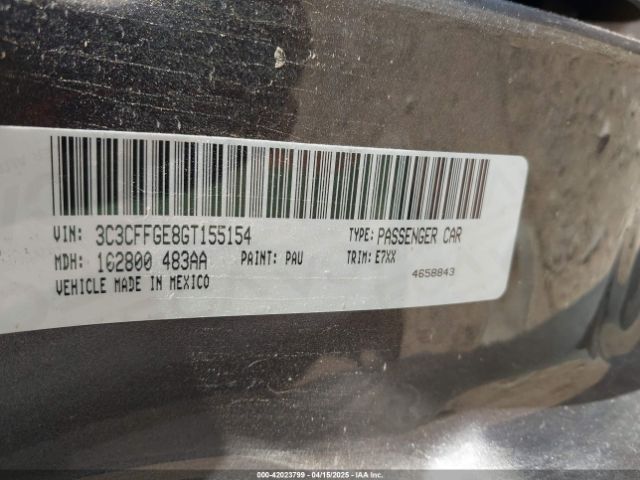 VIN: 3C3CFFGE8GT155154 TYPE: PASSENGER CAR
MDH: 162800 483AA PAINT: PAU TRIM: E7XX
VEHICLE MADE IN MEXICO 4658843
000-42023799 - 04/15/2025 - IAA Inc.